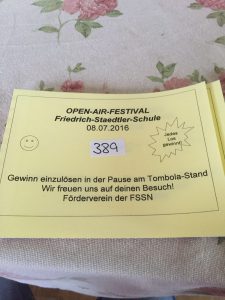 OPEN-AIR-FESTIVAL
Friedrich-Staedtler-Schule
08.07.2016
389
Jedes
Los
gewinnt!
Gewinn einzulösen in der Pause am Tombola-Stand
Wir freuen uns auf deinen Besuch!
Förderverein der FSSN